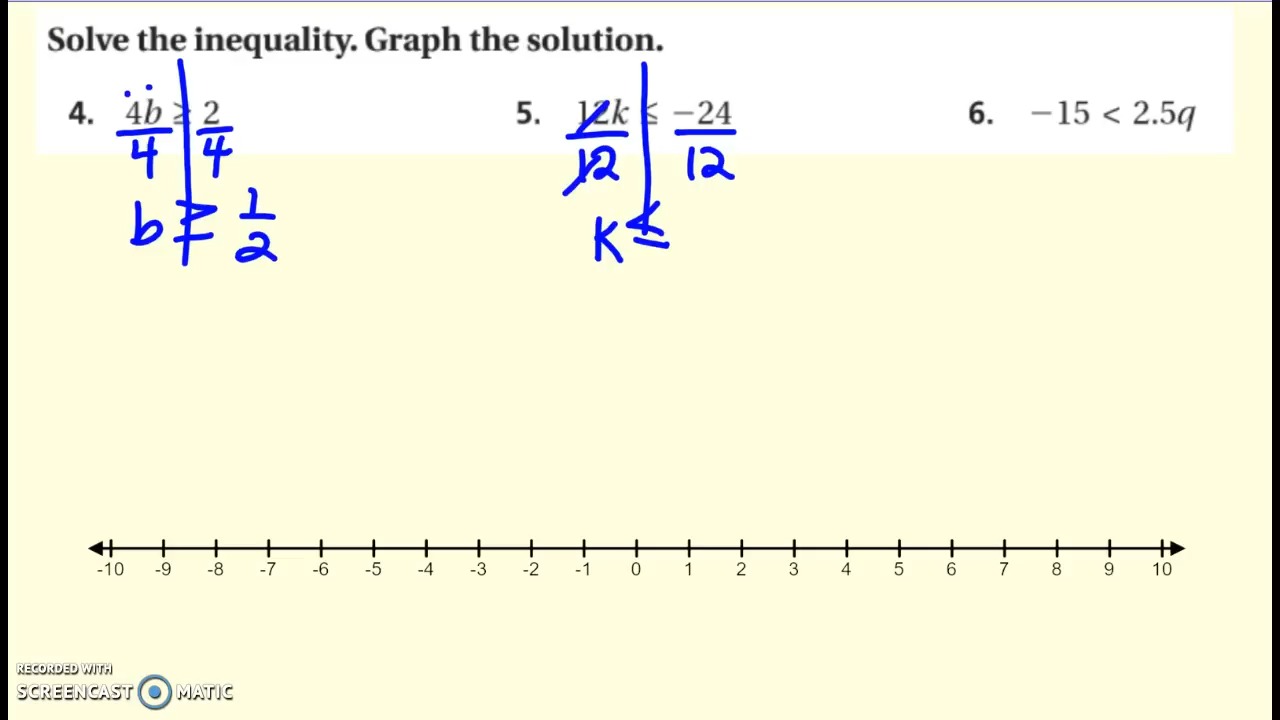 Solve the inequality. Graph the solution.
4. 4b ≥ 2
5. 12k ≤ −24
6. −15 < 2.5q
4 4
12 12
b ≥ 1/2
K ≤
-10 -9 -8 -7 -6 -5 -4 -3 -2 -1 0 1 2 3 4 5 6 7 8 9 10
RECORDED WITH
SCREENCAST MATIC